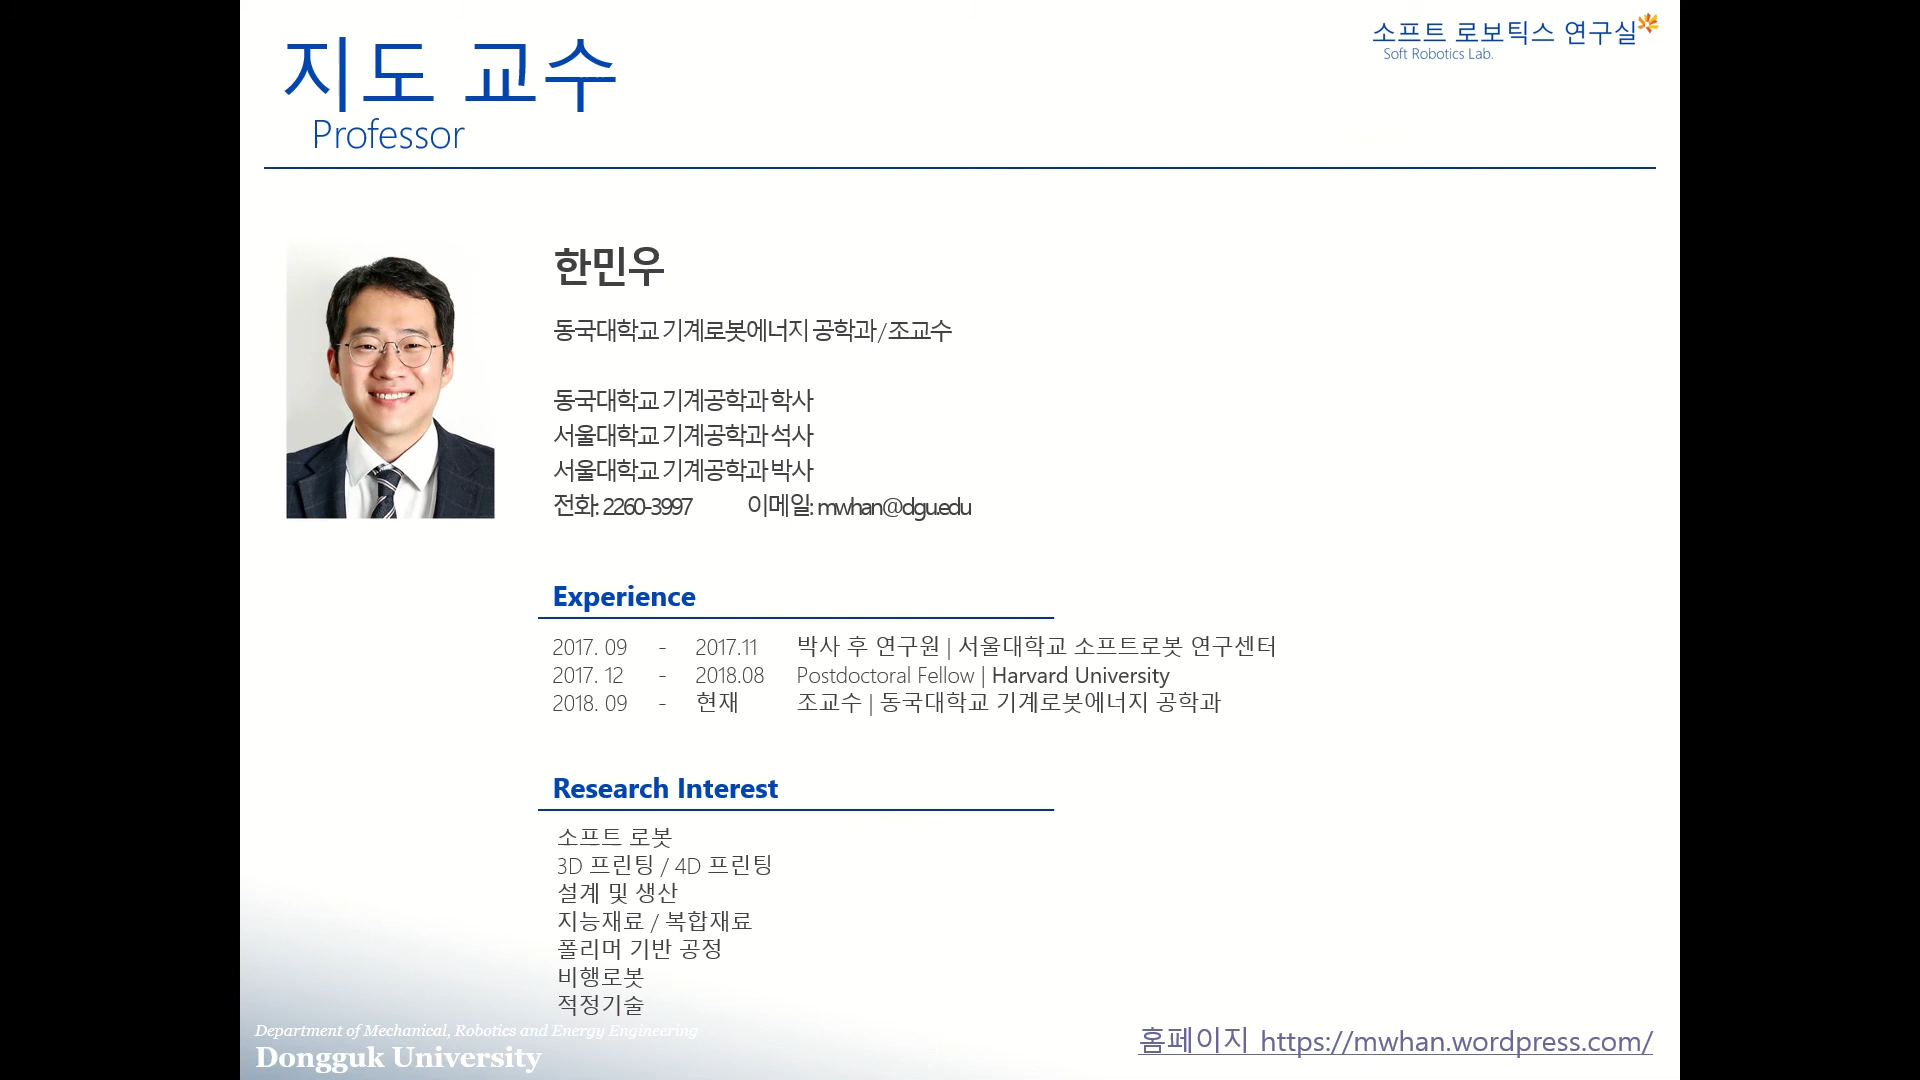 지도 교수
Professor
소프트 로보틱스 연구실
Soft Robotics Lab.
한민우
동국대학교 기계로봇에너지 공학과 / 조교수
동국대학교 기계공학과 학사
서울대학교 기계공학과 석사
서울대학교 기계공학과 박사
전화: 2260-3997 이메일: mwhan@dgu.edu
Experience
2017. 09 - 2017.11 박사 후 연구원 | 서울대학교 소프트로봇 연구센터
2017. 12 - 2018.08 Postdoctoral Fellow | Harvard University
2018. 09 - 현재 조교수 | 동국대학교 기계로봇에너지 공학과
Research Interest
소프트 로봇
3D 프린팅 / 4D 프린팅
설계 및 생산
지능재료 / 복합재료
폴리머 기반 공정
비행로봇
적정기술
Department of Mechanical, Robotics and Energy Engineering
Dongguk University
홈페이지 https://mwhan.wordpress.com/